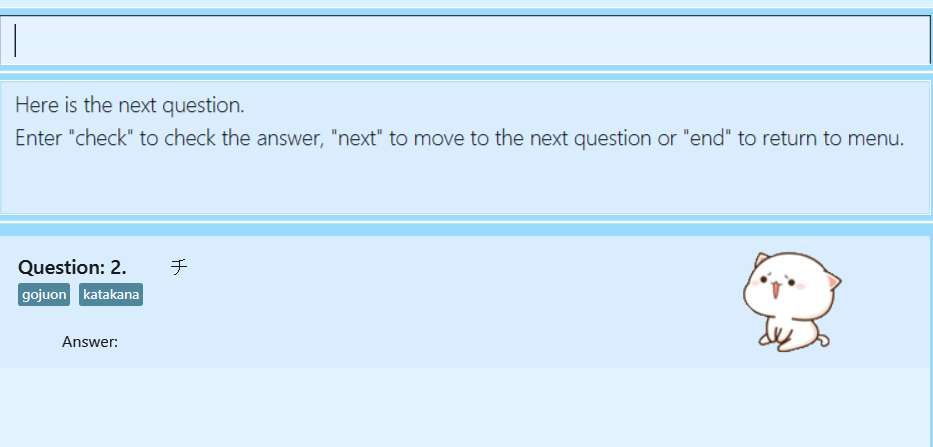 Here is the next question.
Enter "check" to check the answer, "next" to move to the next question or "end" to return to menu.
Question: 2. チ
gojuon katakana
Answer: